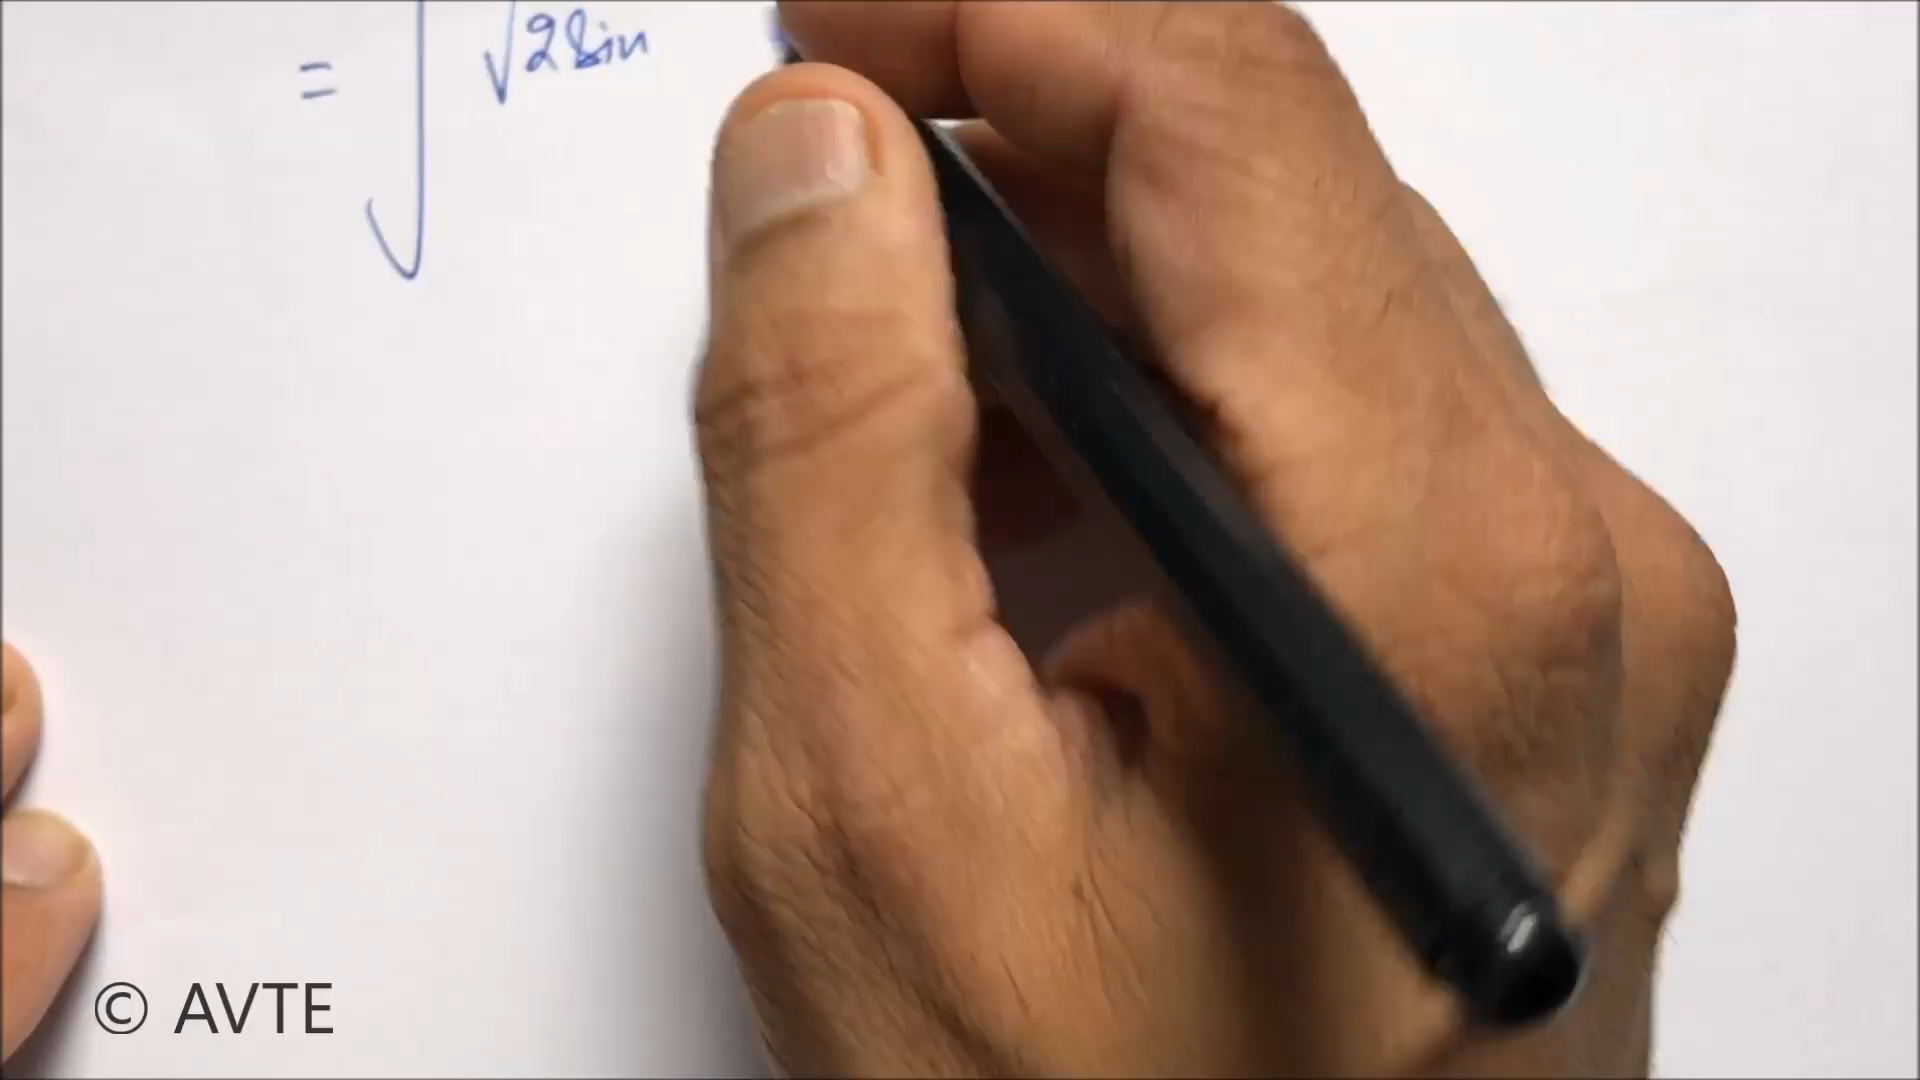 = ∫ √2 sin
© AVTE